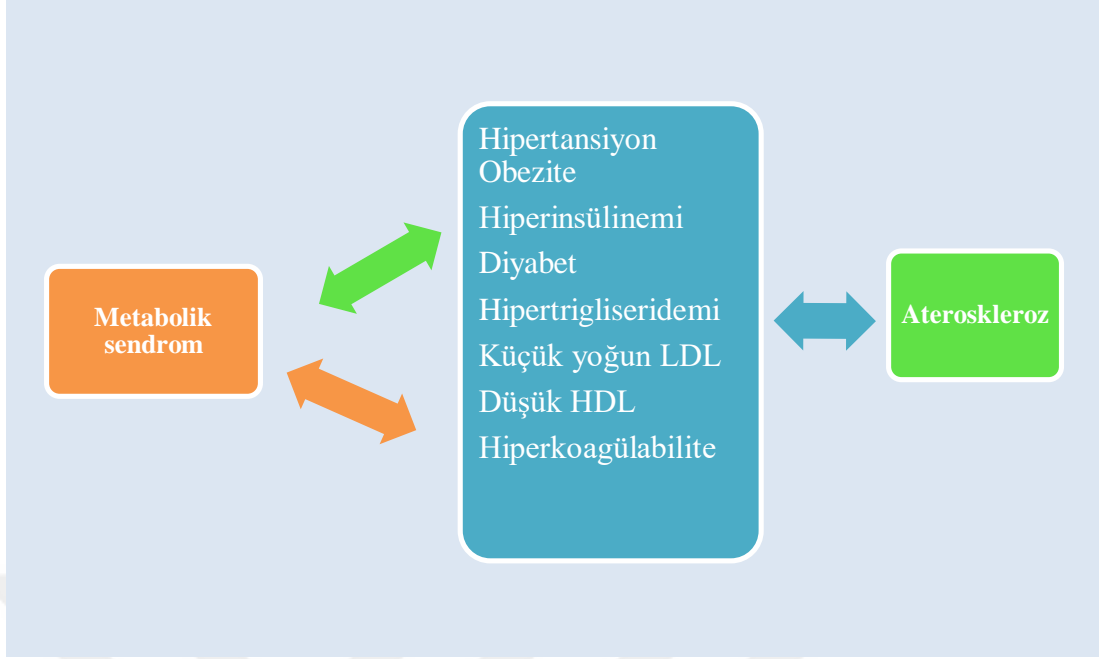 Metabolik
sendrom
Hipertansiyon
Obezite
Hiperinsülinemi
Diyabet
Hipertrigliseridemi
Küçük yoğun LDL
Düşük HDL
Hiperkoagülabilite
Ateroskleroz